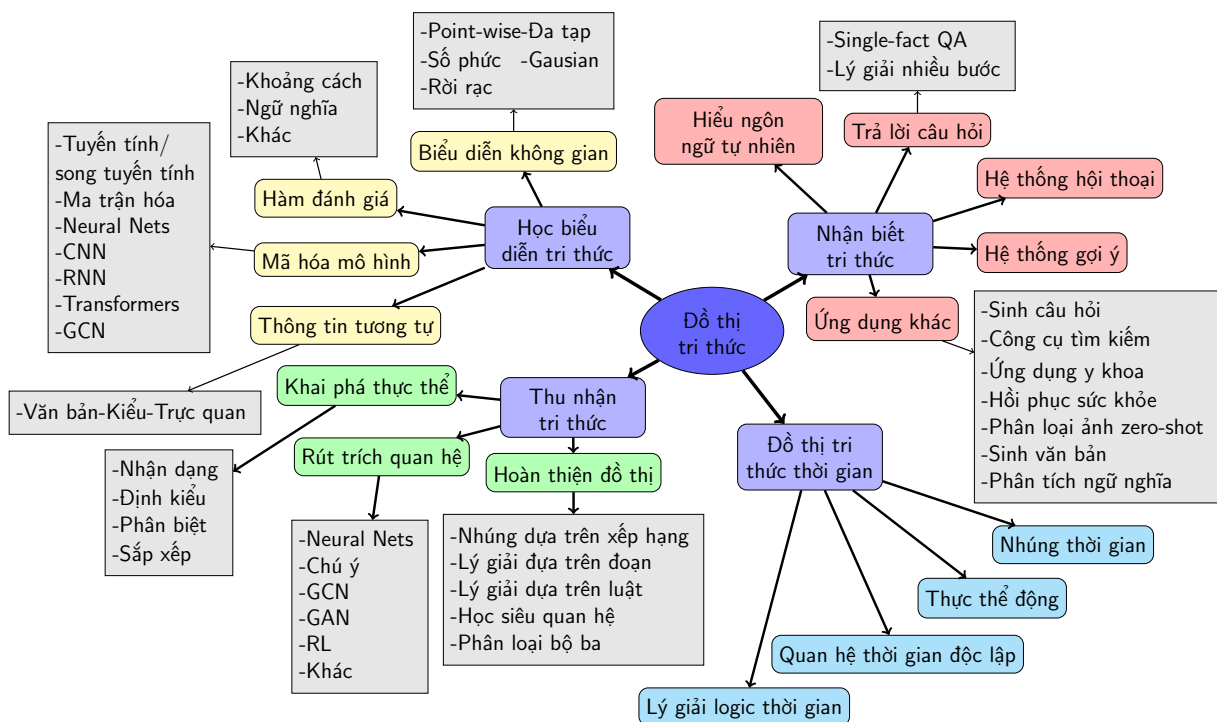 -Point-wise-Đa tạp
-Số phức -Gausian
-Rời rạc
-Single-fact QA
-Lý giải nhiều bước
-Khoảng cách
-Ngữ nghĩa
-Khác
Hiểu ngôn
ngữ tự nhiên
Trả lời câu hỏi
Biểu diễn không gian
-Tuyến tính/
song tuyến tính
-Ma trận hóa
-Neural Nets
-CNN
-RNN
-Transformers
-GCN
Hàm đánh giá
Hệ thống hội thoại
Học biểu
diễn tri thức
Nhận biết
tri thức
Mã hóa mô hình
Hệ thống gợi ý
Thông tin tương tự
Đồ thị
tri thức
Ứng dụng khác
-Sinh câu hỏi
-Công cụ tìm kiếm
-Ứng dụng y khoa
-Hồi phục sức khỏe
-Phân loại ảnh zero-shot
-Sinh văn bản
-Phân tích ngữ nghĩa
Khai phá thực thể
Thu nhận
tri thức
-Văn bản-Kiểu-Trực quan
Rút trích quan hệ
Hoàn thiện đồ thị
Đồ thị tri
thức thời gian
-Nhận dạng
-Định kiểu
-Phân biệt
-Sắp xếp
-Neural Nets
-Chú ý
-GCN
-GAN
-RL
-Khác
-Nhúng dựa trên xếp hạng
-Lý giải đựa trên đoạn
-Lý giải dựa trên luật
-Học siêu quan hệ
-Phân loại bộ ba
Nhúng thời gian
Thực thể động
Quan hệ thời gian độc lập
Lý giải logic thời gian